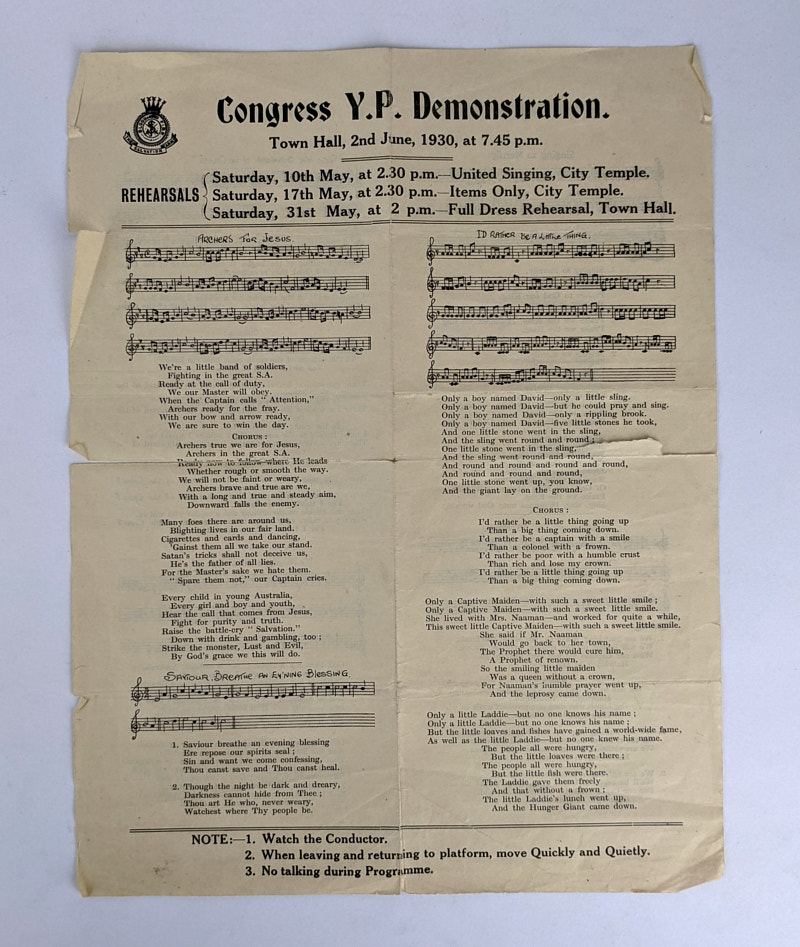 Congress Y.P. Demonstration.
Town Hall, 2nd June, 1930, at 7.45 p.m.
REHEARSALS
Saturday, 10th May, at 2.30 p.m.—United Singing, City Temple.
Saturday, 17th May, at 2.30 p.m.—Items Only, City Temple.
Saturday, 31st May, at 2 p.m.—Full Dress Rehearsal, Town Hall.
ARCHERS FOR JESUS.
We're a little band of soldiers,
Fighting in the great S.A.
Ready at the call of duty,
We our Master will obey.
When the Captain calls "Attention,"
Archers ready for the fray.
With our bow and arrow ready,
We are sure to win the day.
CHORUS:
Archers true we are for Jesus,
Archers in the great S.A.
Ready now to follow where He leads
Whether rough or smooth the way.
We will not be faint or weary,
Archers brave and true are we,
With a long and true and steady aim,
Downward falls the enemy.
Many foes there are around us,
Blighting lives in our fair land.
Cigarettes and cards and dancing,
'Gainst them all we take our stand.
Satan's tricks shall not deceive us,
He's the father of all lies.
For the Master's sake we hate them.
"Spare them not," our Captain cries.
Every child in young Australia,
Every girl and boy and youth,
Hear the call that comes from Jesus,
Fight for purity and truth.
Raise the battle-cry "Salvation."
Down with drink and gambling, too;
Strike the monster, Lust and Evil,
By God's grace we this will do.
SAVIOUR, BREATHE AN EV'NING BLESSING
1. Saviour breathe an evening blessing
Ere repose our spirits seal;
Sin and want we come confessing,
Thou canst save and Thou canst heal.
2. Though the night be dark and dreary,
Darkness cannot hide from Thee;
Thou art He who, never weary,
Watchest where Thy people be.
I'D RATHER BE A LITTLE THING.
Only a boy named David—only a little sling.
Only a boy named David—but he could pray and sing.
Only a boy named David—only a rippling brook.
Only a boy named David—five little stones he took,
And one little stone went in the sling,
And the sling went round and round;
One little stone went in the sling,
And the sling went round and round,
And round and round and round and round,
And round and round and round,
One little stone went up, you know,
And the giant lay on the ground.
CHORUS:
I'd rather be a little thing going up
Than a big thing coming down.
I'd rather be a captain with a smile
Than a colonel with a frown.
I'd rather be poor with a humble crust
Than rich and lose my crown.
I'd rather be a little thing going up
Than a big thing coming down.
Only a Captive Maiden—with such a sweet little smile;
Only a Captive Maiden—with such a sweet little smile.
She lived with Mrs. Naaman—and worked for quite a while,
This sweet little Captive Maiden—with such a sweet little smile.
She said if Mr. Naaman
Would go back to her town,
The Prophet there would cure him,
A Prophet of renown.
So the smiling little maiden
Was a queen without a crown,
For Naaman's humble prayer went up,
And the leprosy came down.
Only a little Laddie—but no one knows his name;
Only a little Laddie—but no one knows his name;
But the little loaves and fishes have gained a world-wide fame,
As well as the little Laddie—but no one knew his name.
The people all were hungry,
But the little loaves were there;
The people all were hungry,
But the little fish were there.
The Laddie gave them freely
And that without a frown;
The little Laddie's lunch went up,
And the Hunger Giant came down.
NOTE:—1. Watch the Conductor.
2. When leaving and returning to platform, move Quickly and Quietly.
3. No talking during Programme.